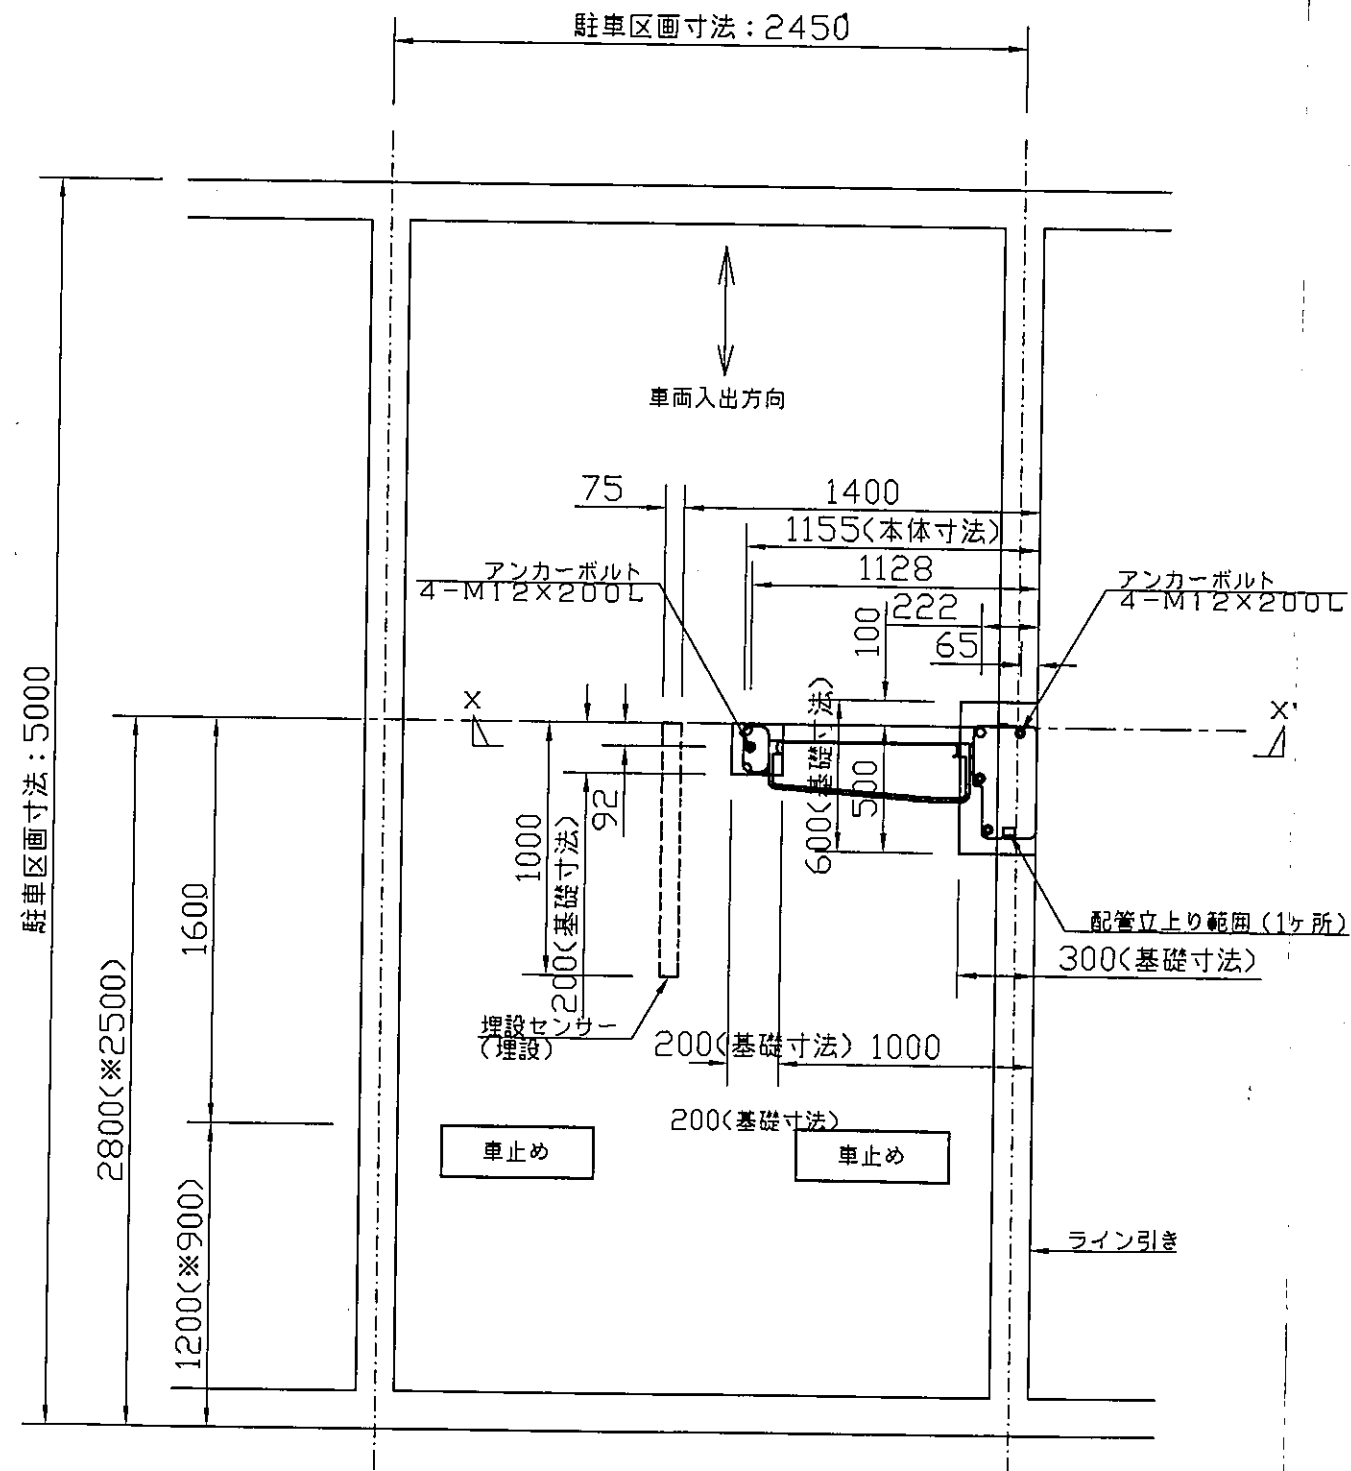 駐車区画寸法：2450
車両入出方向
75
1400
1155(本体寸法)
アンカーボルト
4-M12×200L
1128
アンカーボルト
4-M12×200L
222
100
65
X
X'
駐車区画寸法：5000
600(基礎寸法)
500
92
1000
200(基礎寸法)
1600
2800(※2500)
配管立上り範囲(1ヶ所)
300(基礎寸法)
埋設センサー
(埋設)
200(基礎寸法)
1000
200(基礎寸法)
車止め
車止め
1200(※900)
ライン引き